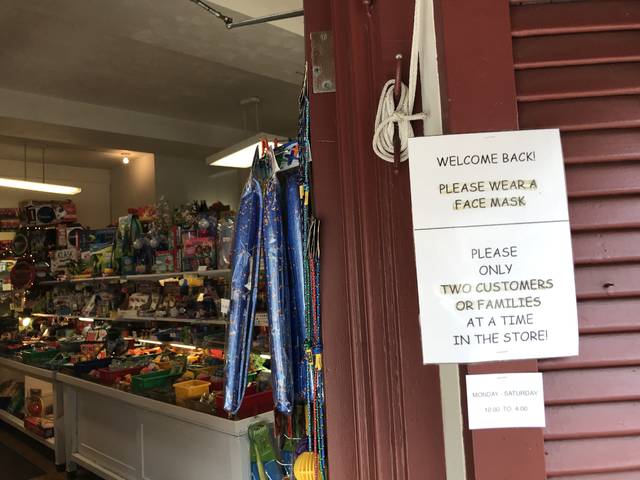 WELCOME BACK!
PLEASE WEAR A
FACE MASK
PLEASE
ONLY
TWO CUSTOMERS
OR FAMILIES
AT A TIME
IN THE STORE!
MONDAY - SATURDAY
10:00 TO 4:00